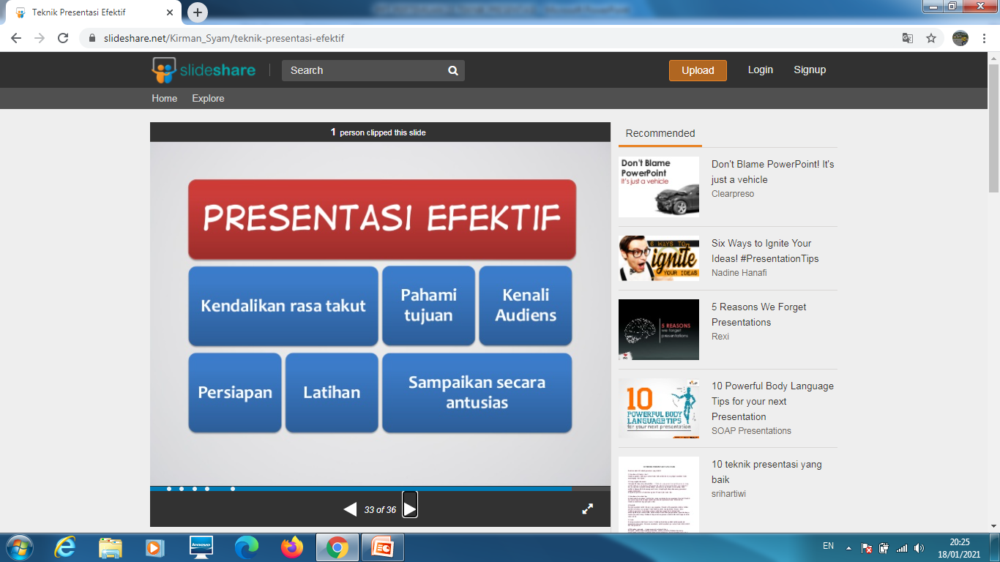 Teknik Presentasi Efektif
slideshare.net/Kirman_Syam/teknik-presentasi-efektif
slideshare
Search
Upload
Login
Signup
Home
Explore
1 person clipped this slide
PRESENTASI EFEKTIF
Kendalikan rasa takut
Pahami
tujuan
Kenali
Audiens
Persiapan
Latihan
Sampaikan secara
antusias
33 of 36
Recommended
Don't Blame
PowerPoint
It's just a vehicle
Don't Blame PowerPoint! It's
just a vehicle
Clearpreso
6 WAYS TO
ignite
YOUR IDEAS
Six Ways to Ignite Your
Ideas! #PresentationTips
Nadine Hanafi
5 REASONS
we forget
presentations
5 Reasons We Forget
Presentations
Rexi
10
POWERFUL BODY
LANGUAGE TIPS
for your next presentation
10 Powerful Body Language
Tips for your next
Presentation
SOAP Presentations
10 teknik presentasi yang
baik
srihartiwi
lenovo
EN
20:25
18/01/2021